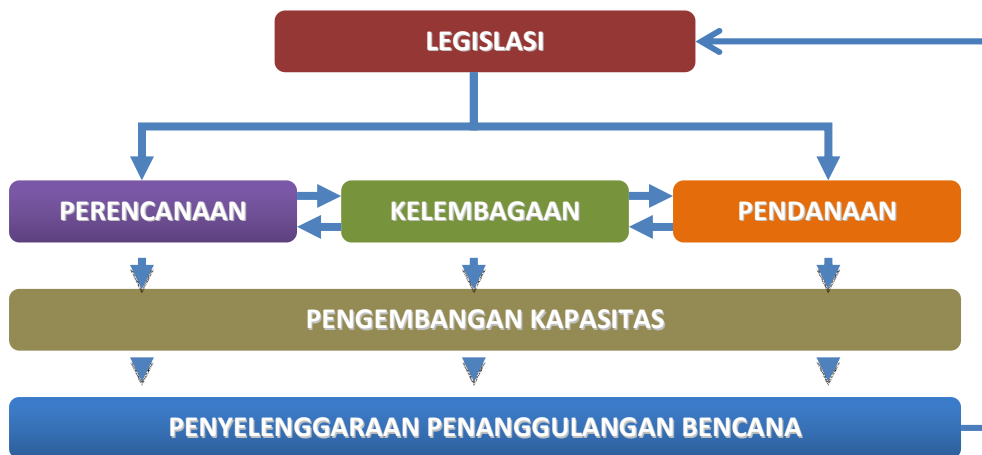 LEGISLASI
PERENCANAAN
KELEMBAGAAN
PENDANAAN
PENGEMBANGAN KAPASITAS
PENYELENGGARAAN PENANGGULANGAN BENCANA